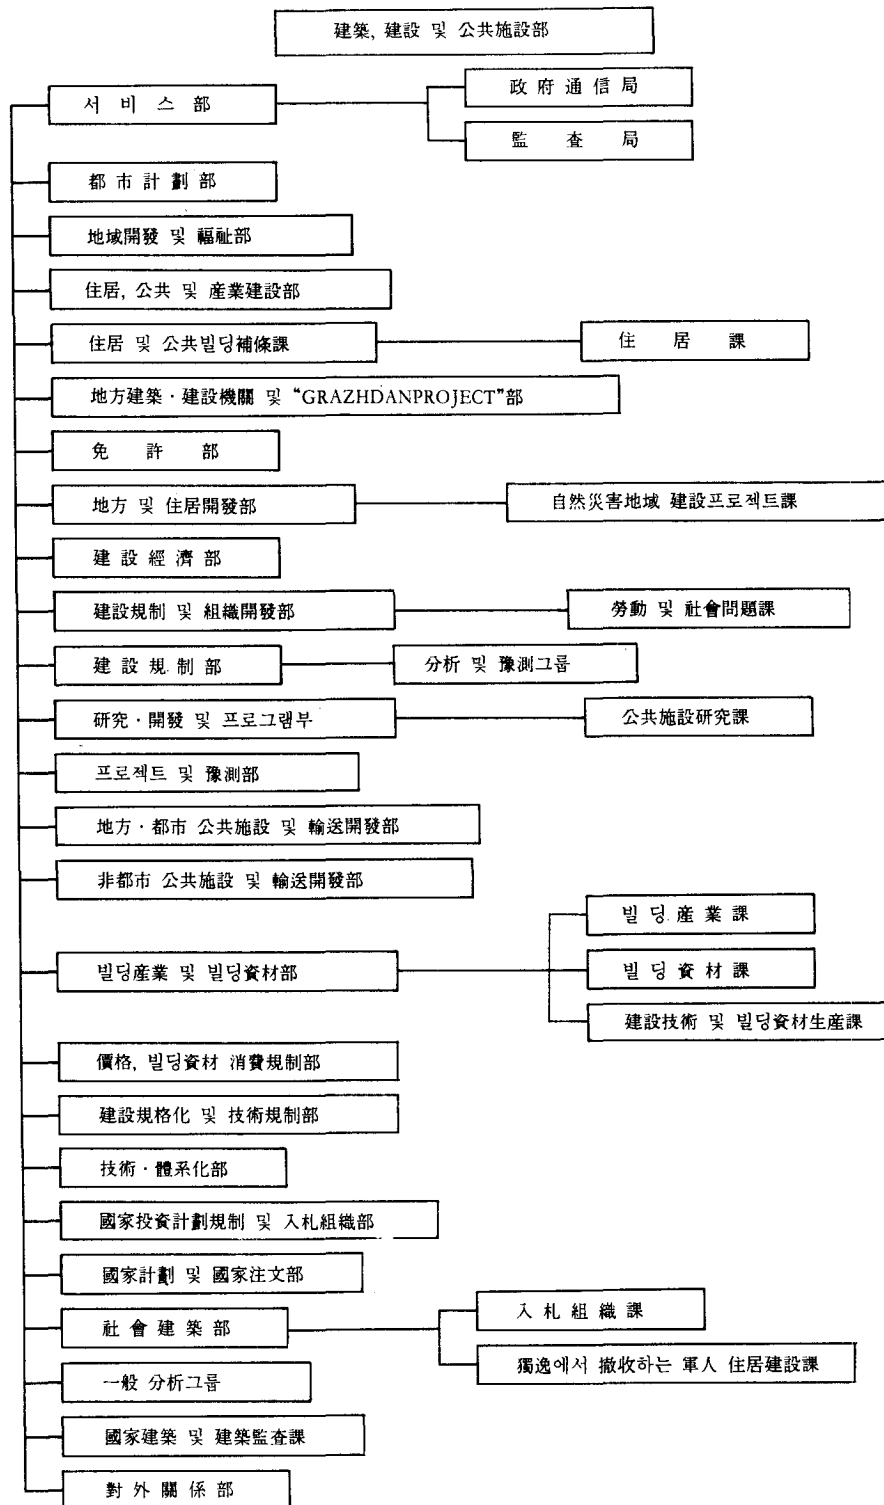 建築, 建設 및 公共施設部
서비스部
政府通信局
監査局
都市計劃部
地域開發 및 福祉部
住居, 公共 및 産業建設部
住居 및 公共빌딩補條課
住居課
地方建築·建設機關 및 “GRAZHDANPROJECT”部
免許部
地方 및 住居開發部
自然災害地域 建設프로젝트課
建設經濟部
建設規制 및 組織開發部
勞動 및 社會問題課
建設規制部
分析 및 豫測그룹
硏究·開發 및 프로그램부
公共施設硏究課
프로젝트 및 豫測部
地方·都市 公共施設 및 輸送開發部
非都市 公共施設 및 輸送開發部
빌딩産業 및 빌딩資材部
빌딩産業課
빌딩資材課
建設技術 및 빌딩資材生産課
價格, 빌딩資材 消費規制部
建設規格化 및 技術規制部
技術·體系化部
國家投資計劃規制 및 入札組織部
國家計劃 및 國家注文部
社會建築部
入札組織課
獨逸에서 撤收하는 軍人 住居建設課
一般 分析그룹
國家建築 및 建築監査課
對外關係部